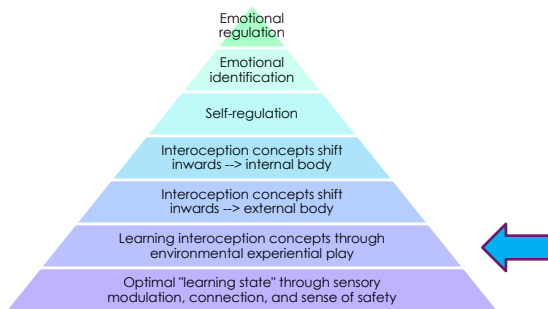 Emotional
regulation
Emotional
identification
Self-regulation
Interoception concepts shift
inwards --> internal body
Interoception concepts shift
inwards --> external body
Learning interoception concepts through
environmental experiential play
Optimal "learning state" through sensory
modulation, connection, and sense of safety